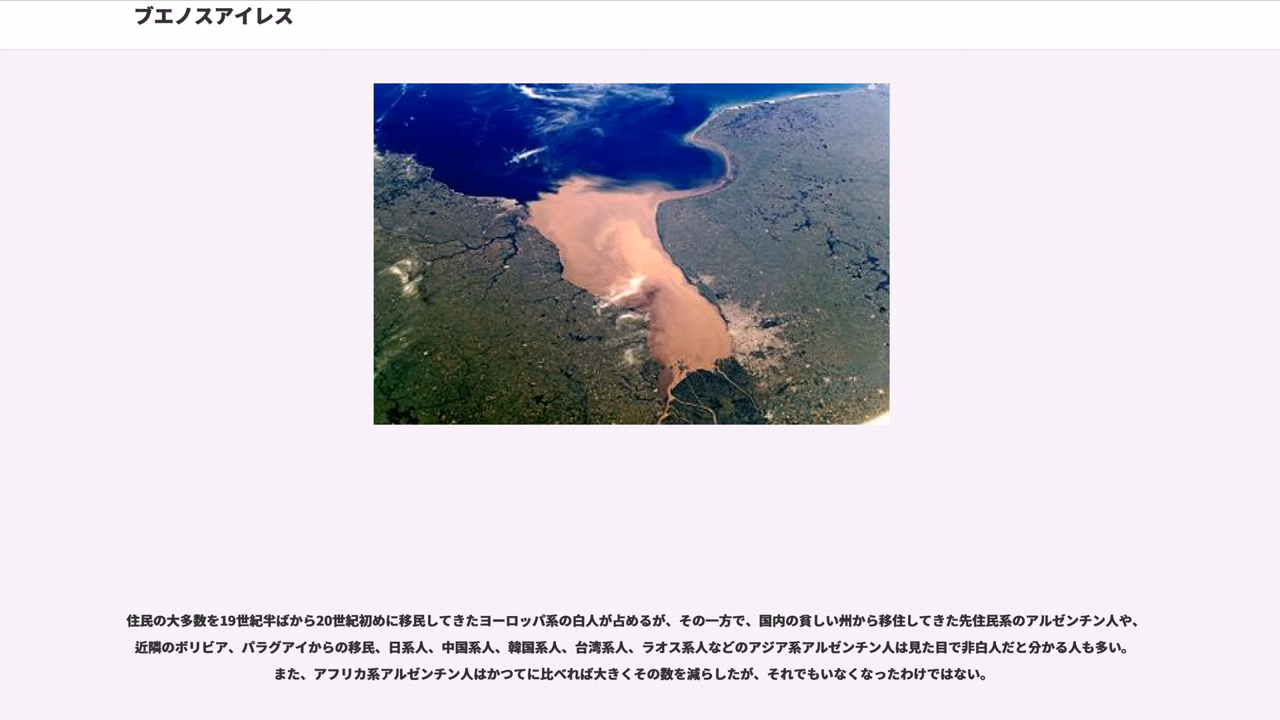 ブエノスアイレス
住民の大多数を19世紀半ばから20世紀初めに移民してきたヨーロッパ系の白人が占めるが、その一方で、国内の貧しい州から移住してきた先住民系のアルゼンチン人や、
近隣のボリビア、パラグアイからの移民、日系人、中国系人、韓国系人、台湾系人、ラオス系人などのアジア系アルゼンチン人は見た目で非白人だと分かる人も多い。
また、アフリカ系アルゼンチン人はかつてに比べれば大きくその数を減らしたが、それでもいなくなったわけではない。